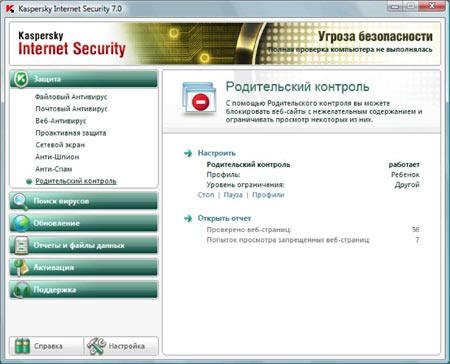 Kaspersky Internet Security 7.0
Kaspersky
Internet Security
Угроза безопасности
Полная проверка компьютера не выполнялась
Защита
Файловый Антивирус
Почтовый Антивирус
Веб-Антивирус
Проактивная защита
Сетевой экран
Анти-Шпион
Анти-Спам
Родительский контроль
Поиск вирусов
Обновление
Отчеты и файлы данных
Активация
Поддержка
Справка
Настройка
Родительский контроль
С помощью Родительского контроля вы можете
блокировать веб-сайты с нежелательным содержанием и
ограничивать просмотр некоторых из них.
Настроить
Родительский контроль работает
Профиль: Ребенок
Уровень ограничения: Другой
Стоп | Пауза | Профили
Открыть отчет
Проверено веб-страниц: 56
Попыток просмотра запрещенных веб-страниц: 7